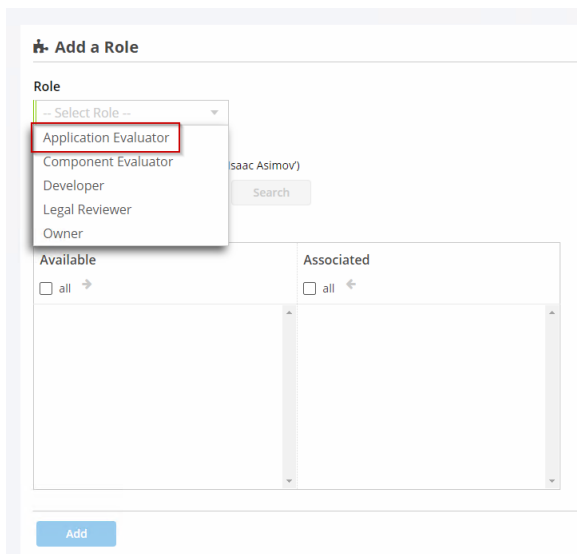 Add a Role
Role
-- Select Role --
Application Evaluator
Component Evaluator
Developer
Legal Reviewer
Owner
Isaac Asimov')
Search
Available
Associated
all
all
Add